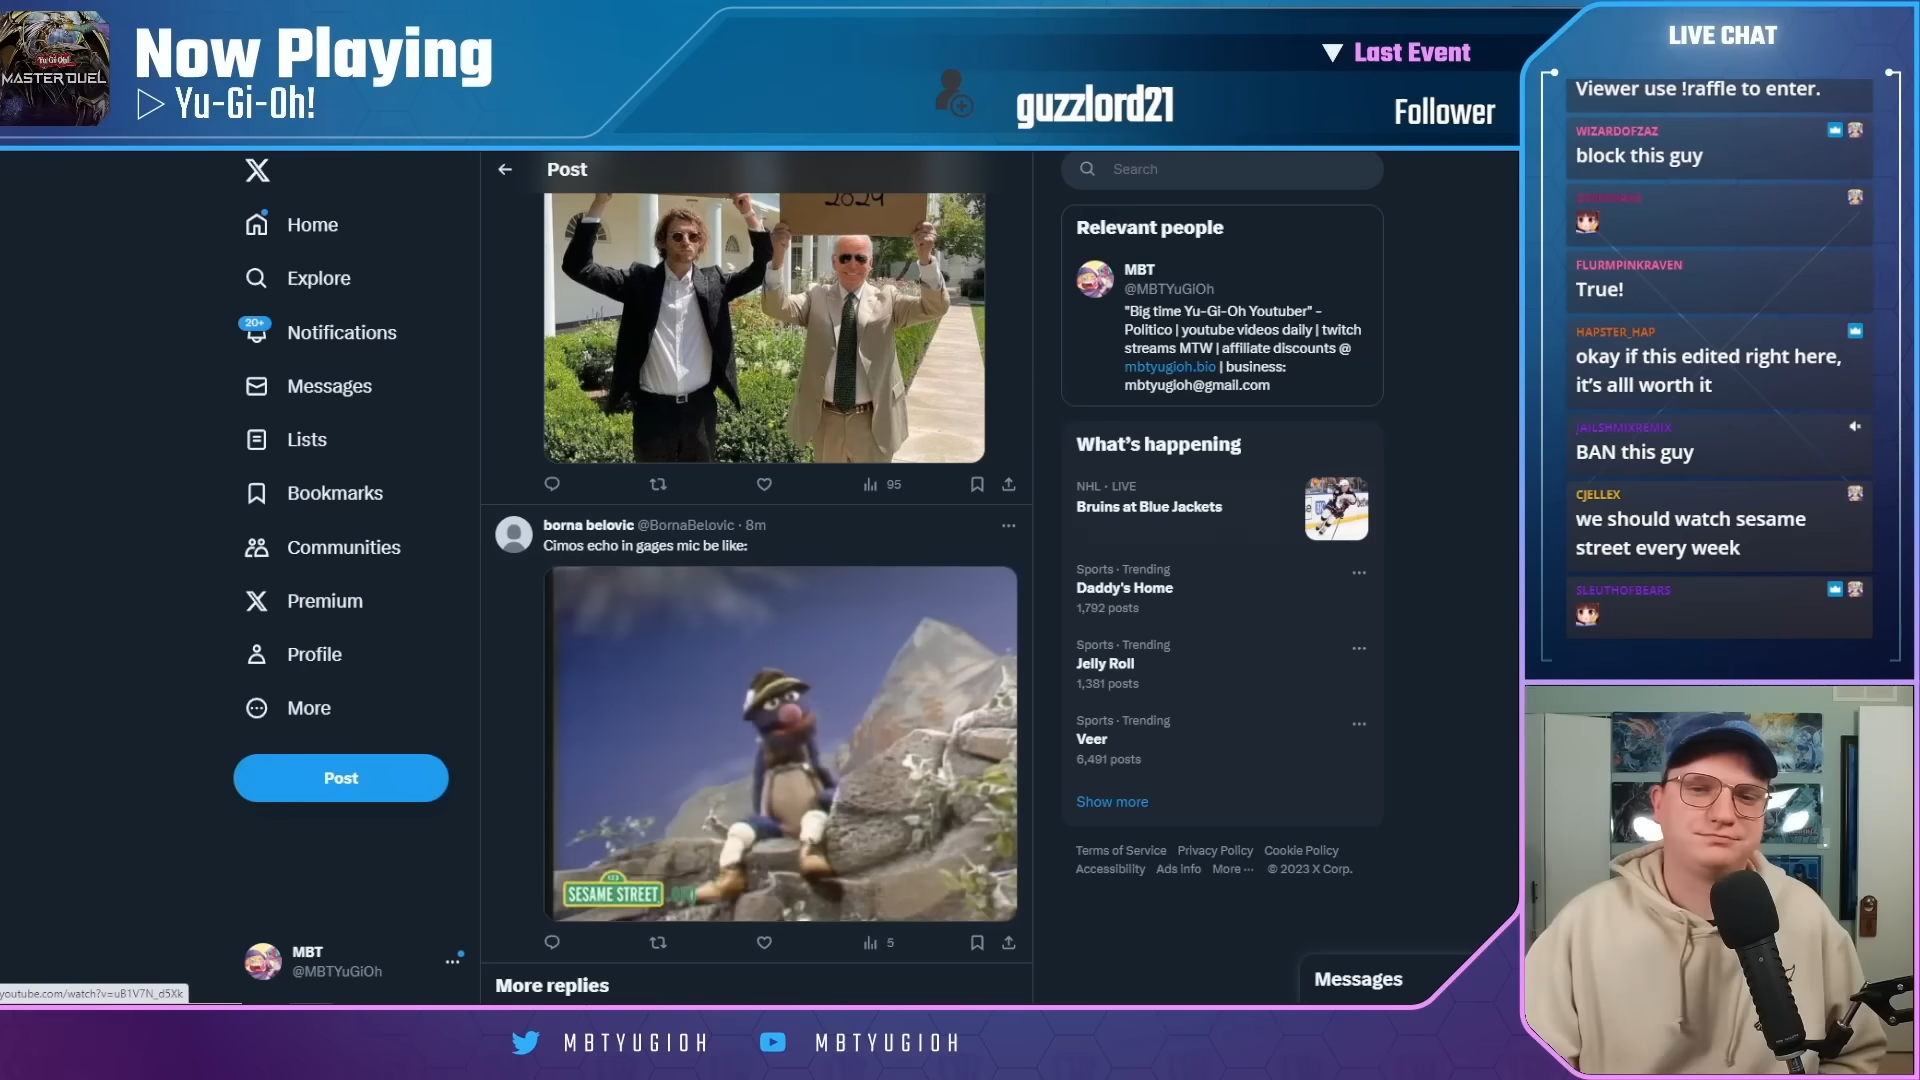 Now Playing
Yu-Gi-Oh!
Yu-Gi-Oh!
MASTER DUEL
Last Event
guzzlord21
Follower
LIVE CHAT
Viewer use !raffle to enter.
WIZARDOFZAZ
block this guy
FLURMPINKRAVEN
True!
HAPSTER_HAP
okay if this edited right here,
it's alll worth it
JAILSHMIXREMIX
BAN this guy
CJELLEX
we should watch sesame
street every week
SLEUTHOFBEARS
Home
Explore
20+
Notifications
Messages
Lists
Bookmarks
Communities
Premium
Profile
More
Post
MBT
@MBTYuGiOh
youtube.com/watch?v=uB1V7N_d5Xk
Post
2024
95
borna belovic @BornaBelovic · 8m
Cimos echo in gages mic be like:
123
SESAME STREET
5
More replies
Search
Relevant people
MBT
@MBTYuGiOh
"Big time Yu-Gi-Oh Youtuber" -
Politico | youtube videos daily | twitch
streams MTW | affiliate discounts @
mbtyugioh.bio | business:
mbtyugioh@gmail.com
What's happening
NHL · LIVE
Bruins at Blue Jackets
Sports · Trending
Daddy's Home
1,792 posts
Sports · Trending
Jelly Roll
1,381 posts
Sports · Trending
Veer
6,491 posts
Show more
Terms of Service Privacy Policy Cookie Policy
Accessibility Ads info More ··· © 2023 X Corp.
Messages
MBTYUGIOH
MBTYUGIOH